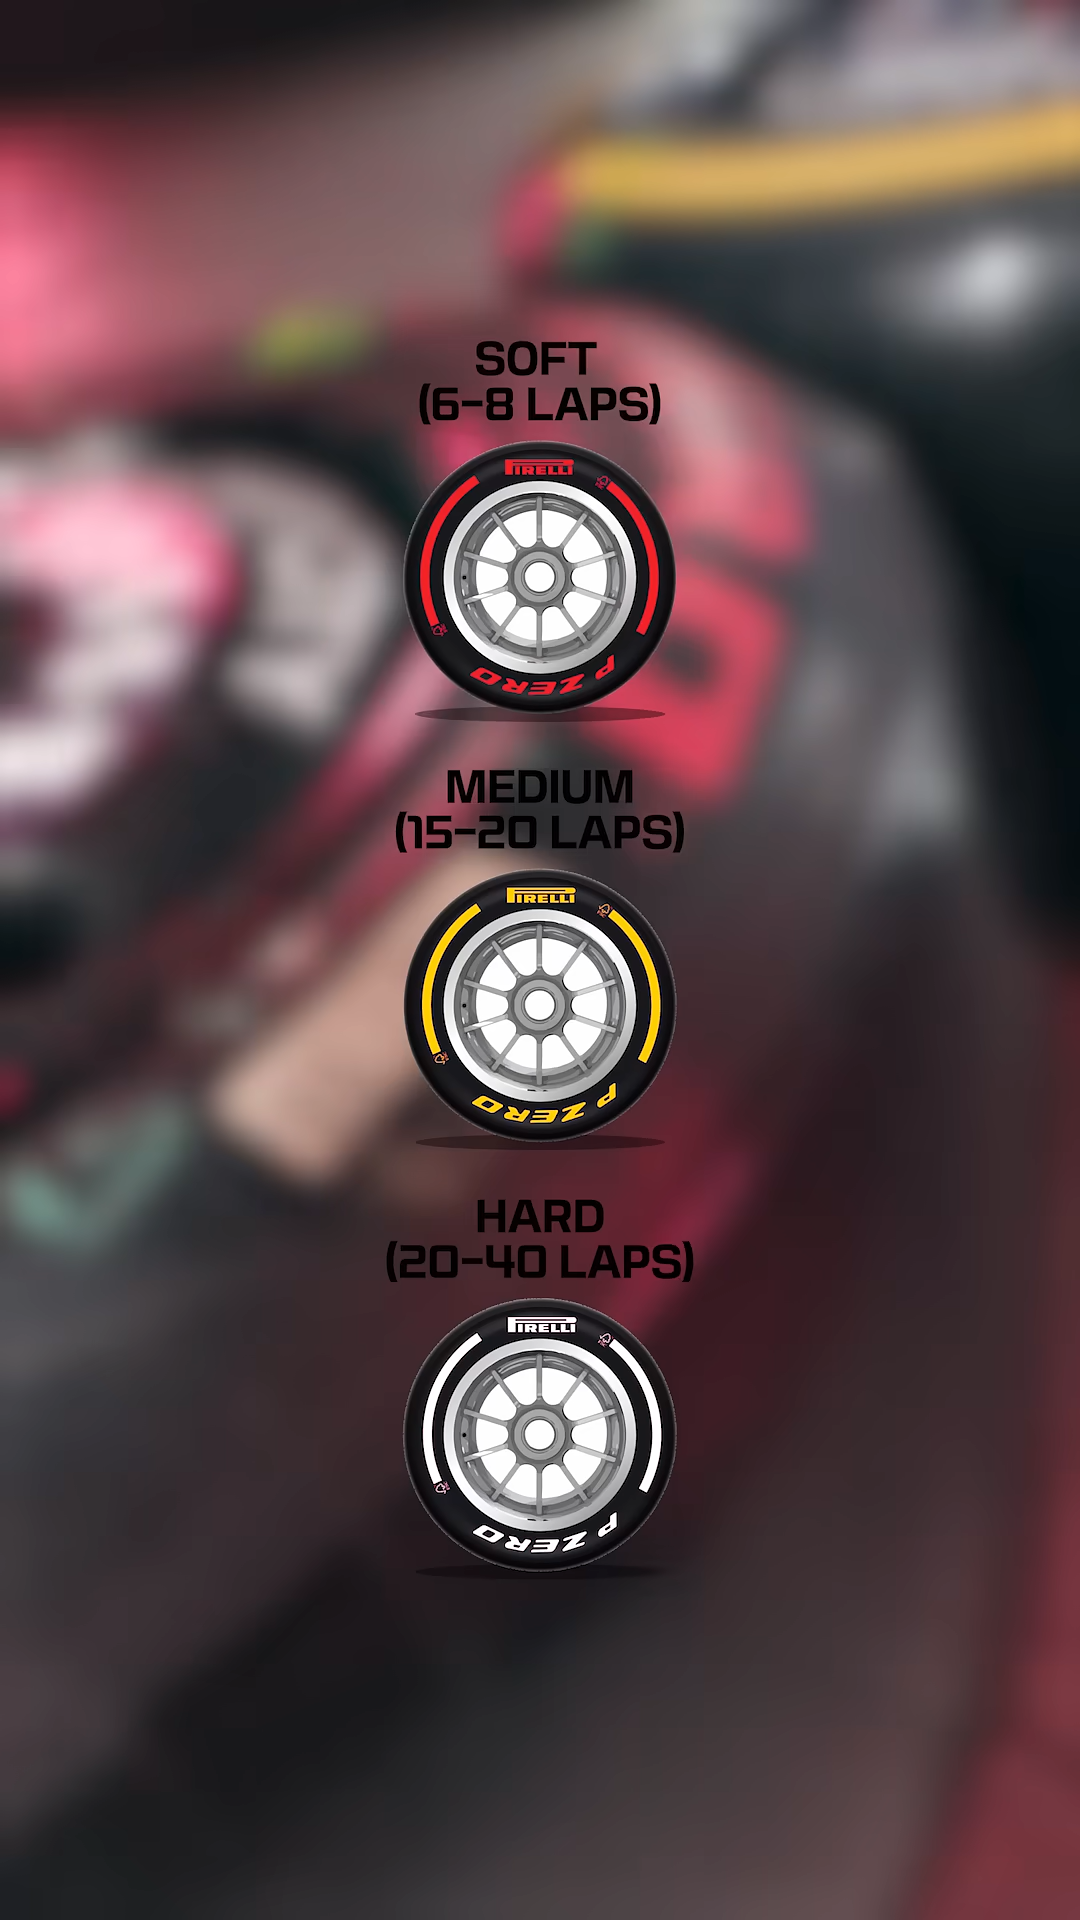 SOFT
(6-8 LAPS)
PIRELLI
P ZERO
MEDIUM
(15-20 LAPS)
PIRELLI
P ZERO
HARD
(20-40 LAPS)
PIRELLI
P ZERO